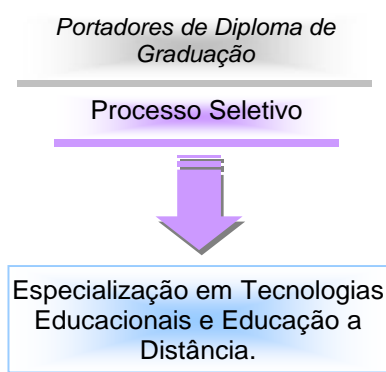 Portadores de Diploma de
Graduação
Processo Seletivo
Especialização em Tecnologias
Educacionais e Educação a
Distância.